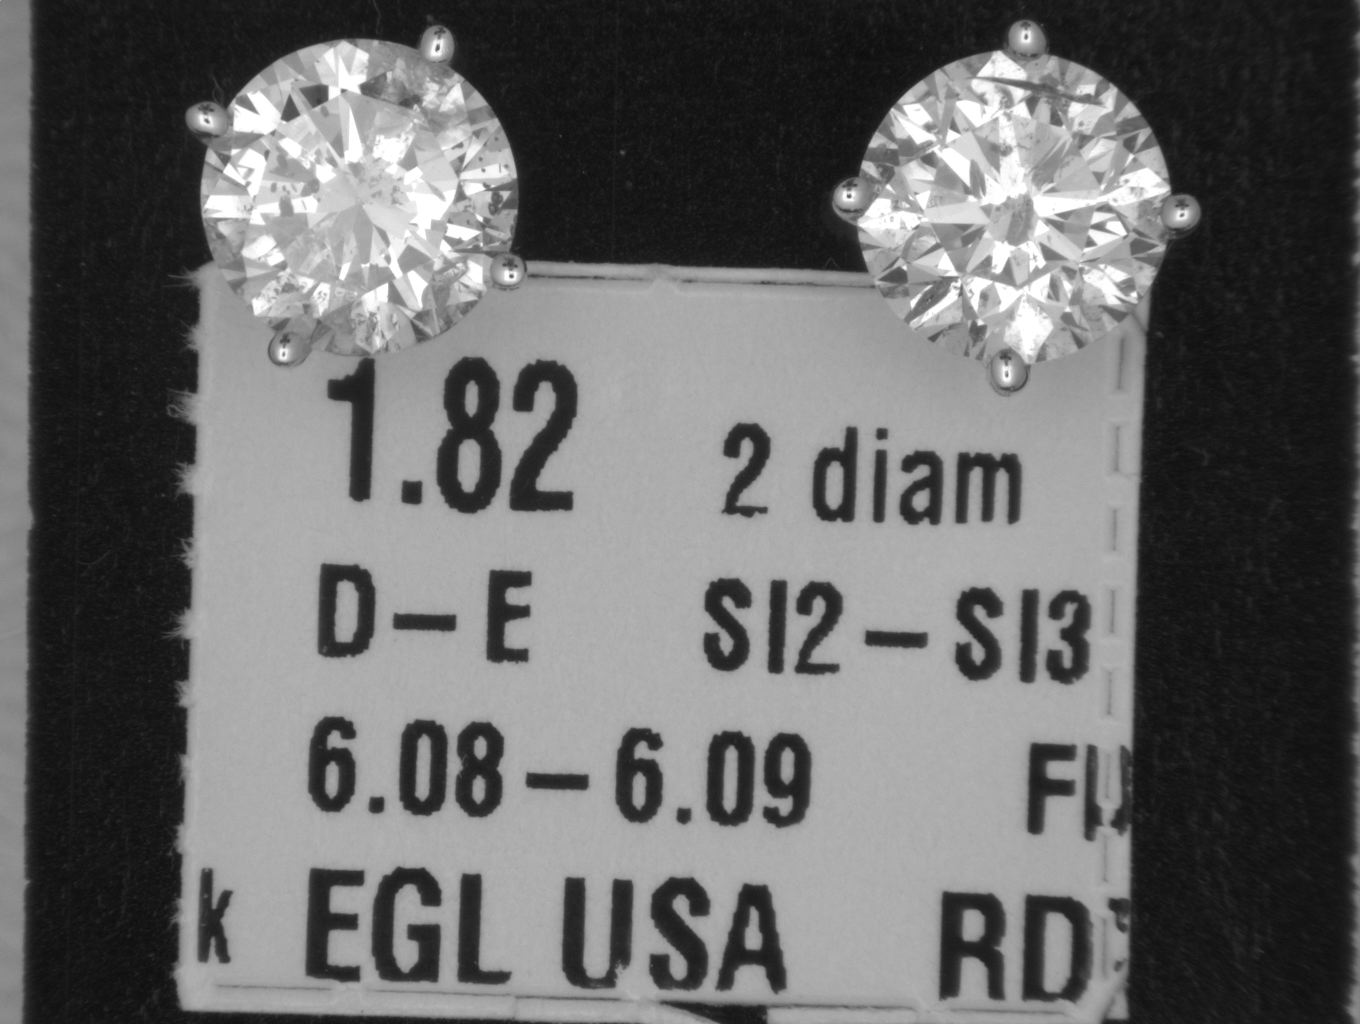 1.82 2 diam
D-E SI2-SI3
6.08-6.09
k EGL USA RD